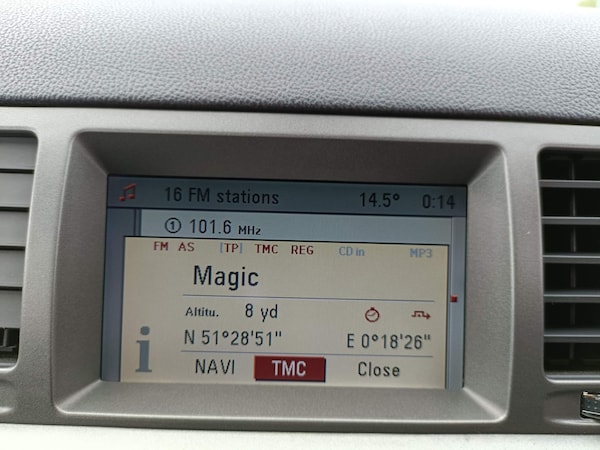 16 FM stations 14.5° 0:14
① 101.6 MHz
FM AS [TP] TMC REG CD in MP3
Magic
Altitu. 8 yd
N 51°28'51" E 0°18'26"
NAVI TMC Close